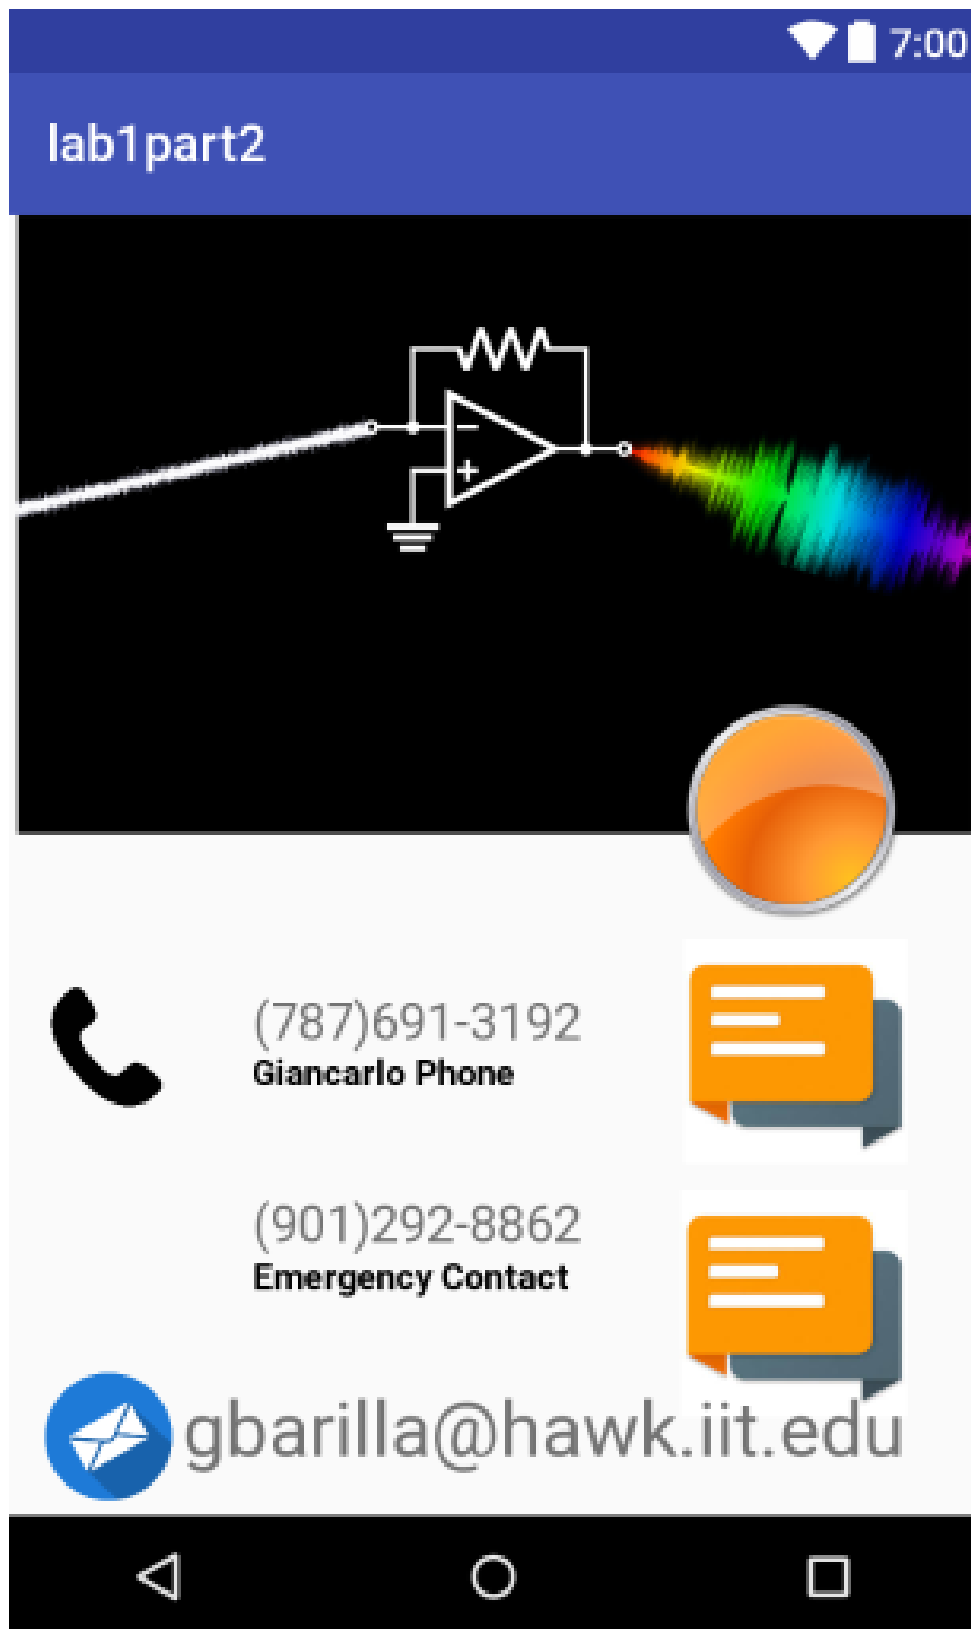 7:00
lab1part2
(787)691-3192
Giancarlo Phone
(901)292-8862
Emergency Contact
gbarilla@hawk.iit.edu